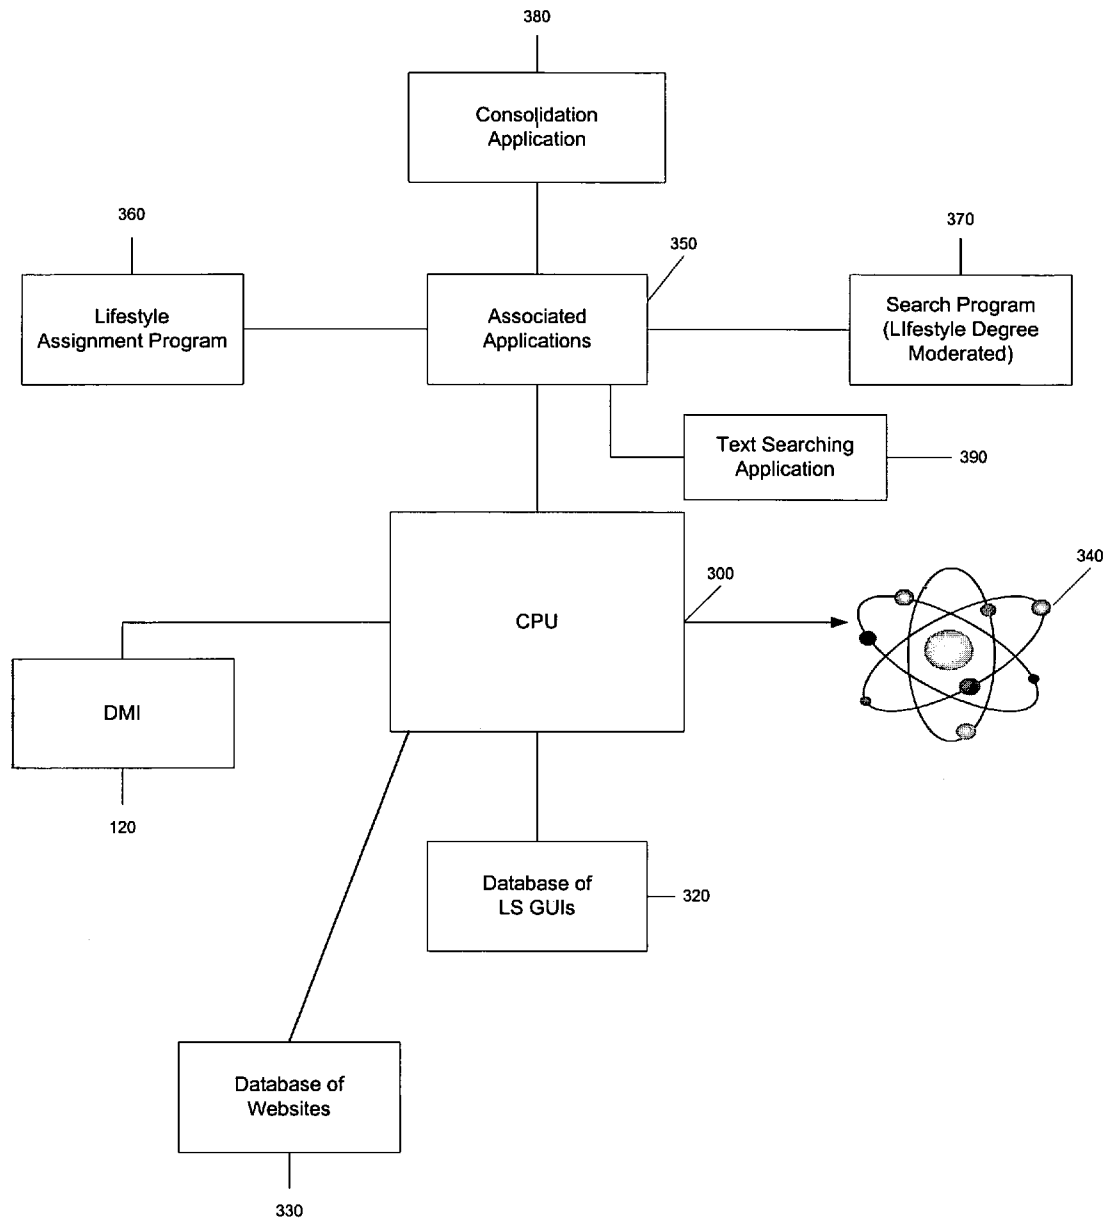 380
Consolidation
Application
360
370
350
Lifestyle
Assignment Program
Associated
Applications
Search Program
(LIfestyle Degree
Moderated)
Text Searching
Application
390
340
300
CPU
DMI
120
Database of
LS GUIs
320
Database of
Websites
330